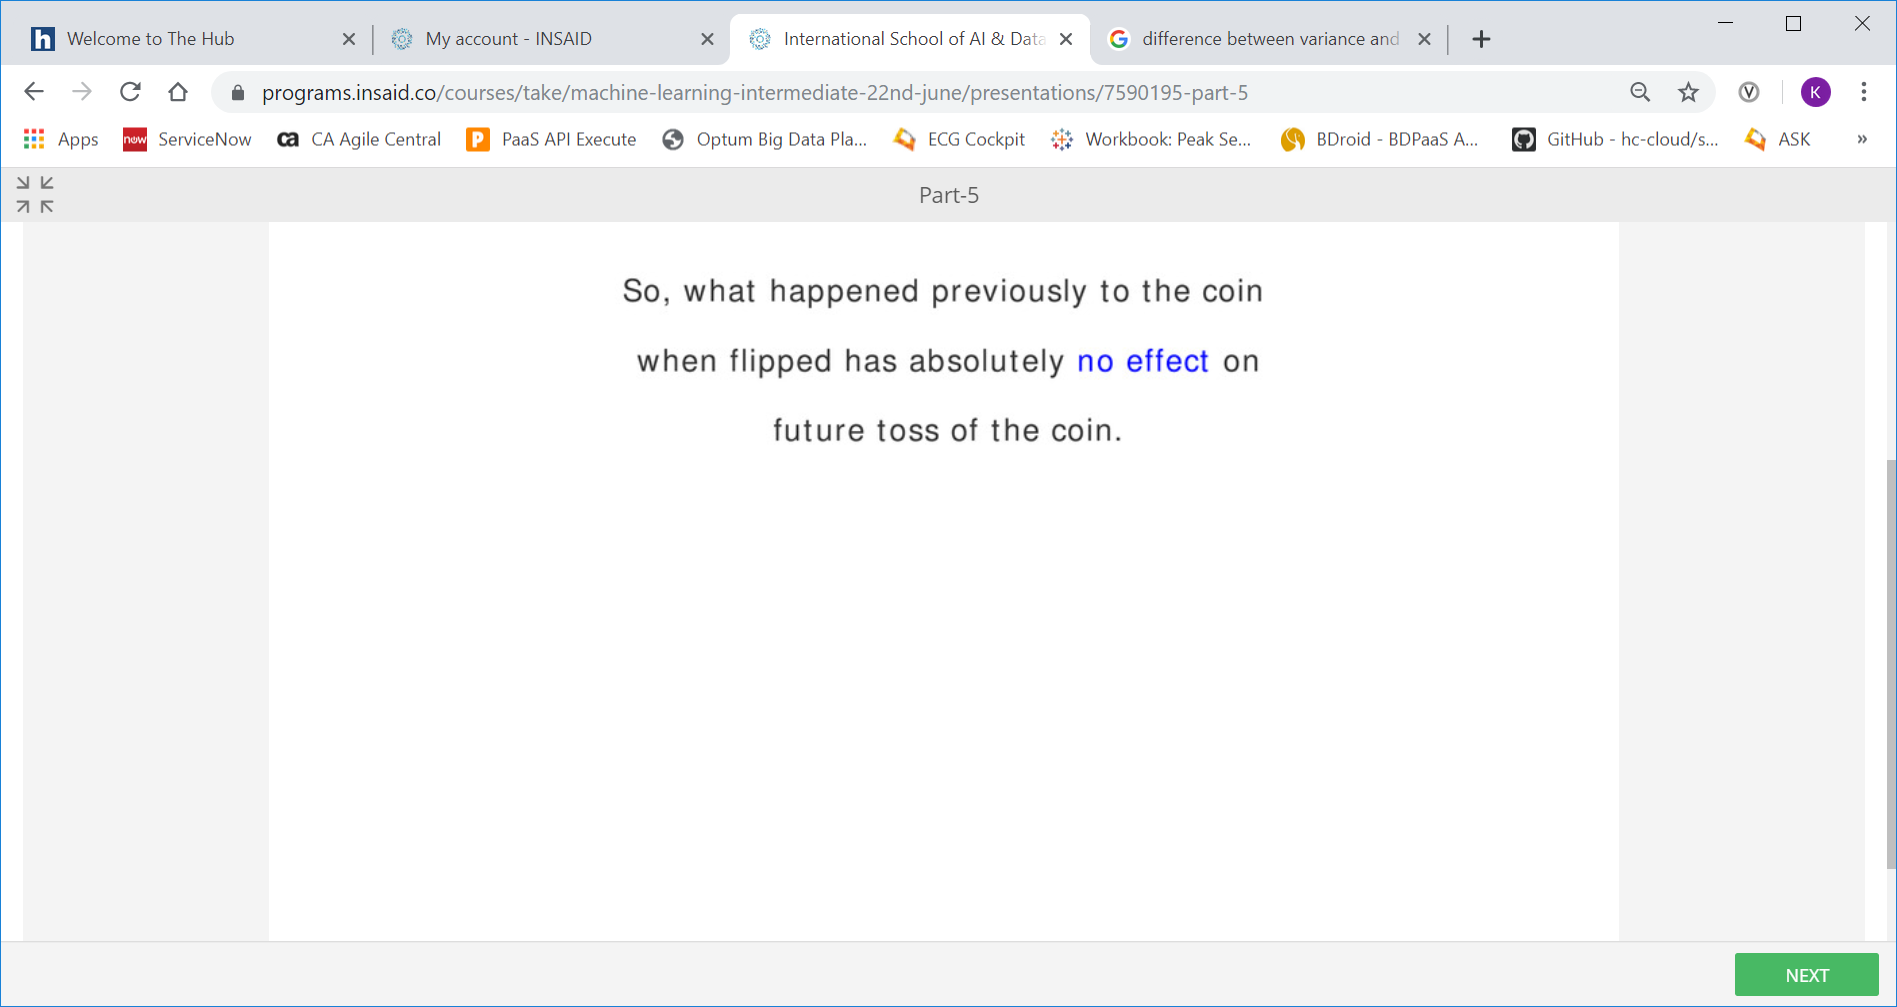 Welcome to The Hub
My account - INSAID
International School of AI & Data
difference between variance and
programs.insaid.co/courses/take/machine-learning-intermediate-22nd-june/presentations/7590195-part-5
K
Apps
now ServiceNow
ca CA Agile Central
P PaaS API Execute
Optum Big Data Pla...
ECG Cockpit
Workbook: Peak Se...
BDroid - BDPaaS A...
GitHub - hc-cloud/s...
ASK
»
Part-5
So, what happened previously to the coin
when flipped has absolutely no effect on
future toss of the coin.
NEXT